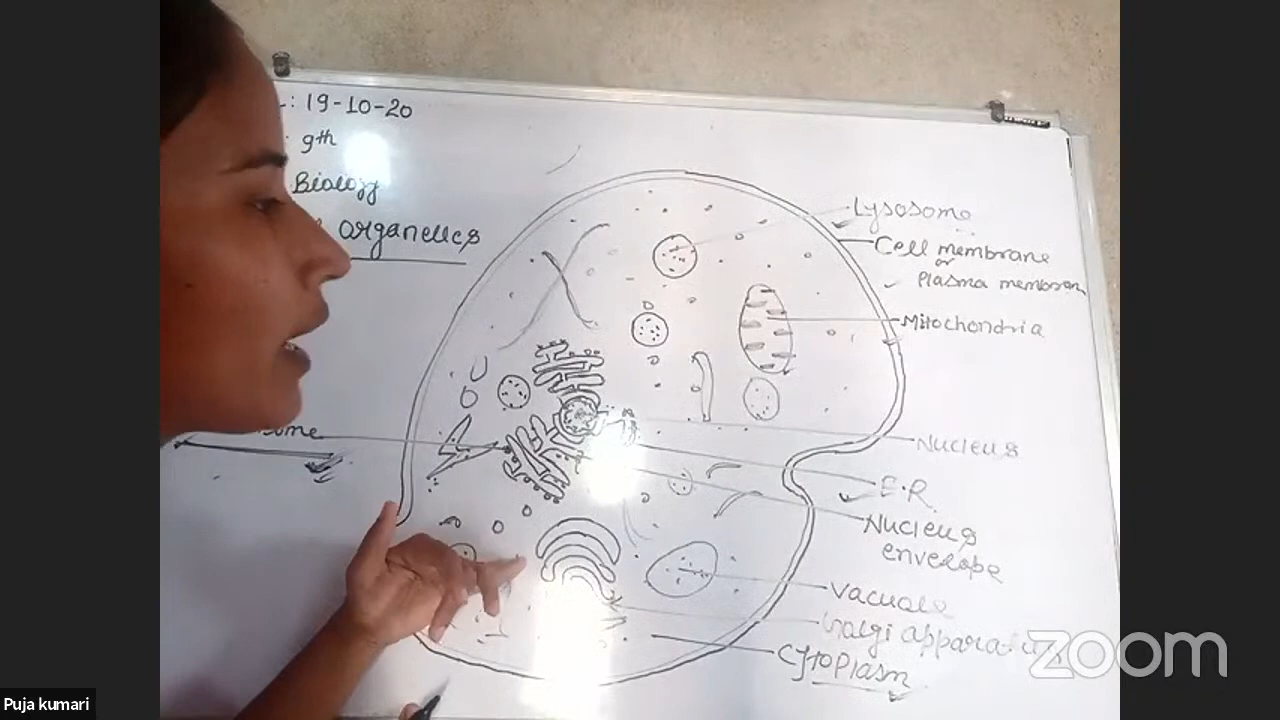 : 19-10-20
9th
Biology
organelles
Lysosome
Cell membrane
or
Plasma membran
Mitochondria
Nucleus
E.R
Nucleus
envelope
Vacuole
Golgi apparatus
Cytoplasm
zoom
Puja kumari